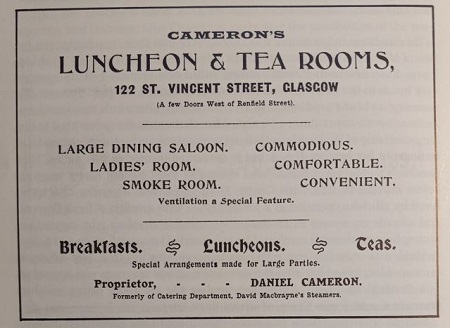 CAMERON'S
LUNCHEON & TEA ROOMS,
122 ST. VINCENT STREET, GLASGOW
(A few Doors West of Renfield Street).
LARGE DINING SALOON. COMMODIOUS.
LADIES' ROOM. COMFORTABLE.
SMOKE ROOM. CONVENIENT.
Ventilation a Special Feature.
Breakfasts. Luncheons. Teas.
Special Arrangements made for Large Parties.
Proprietor, - - - DANIEL CAMERON.
Formerly of Catering Department, David Macbrayne's Steamers.